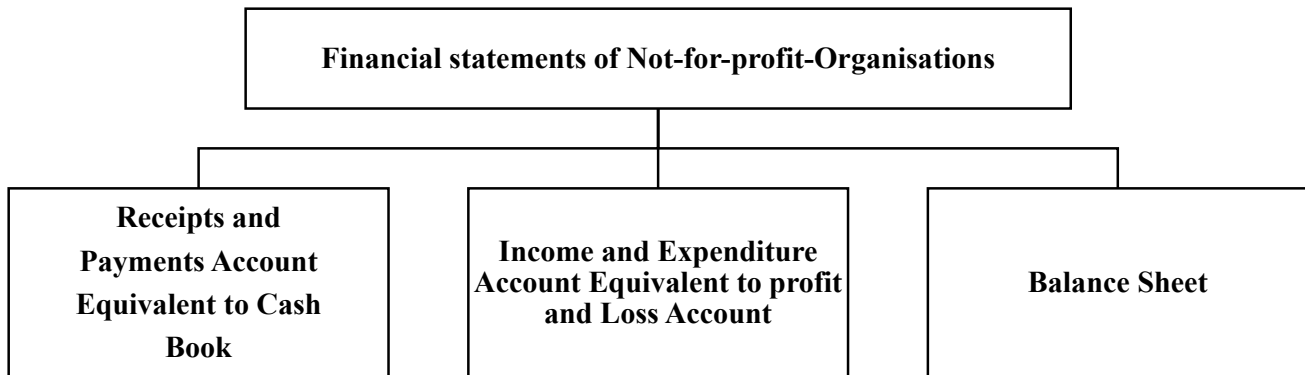 Financial statements of Not-for-profit-Organisations
Receipts and
Payments Account
Equivalent to Cash
Book
Income and Expenditure
Account Equivalent to profit
and Loss Account
Balance Sheet